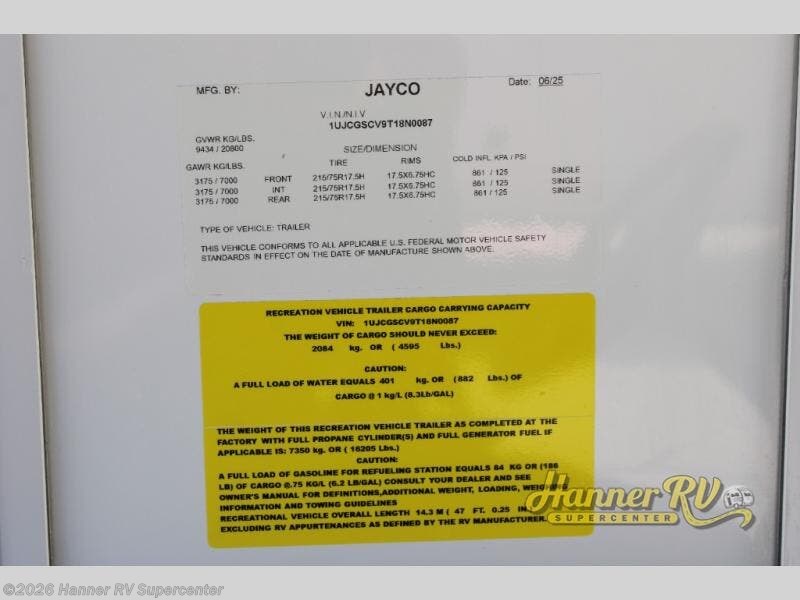 MFG. BY: JAYCO Date: 06/25
V.I.N./N.I.V
1UJCGSCV9T18N0087
GVWR KG/LBS.
9434 / 20800
SIZE/DIMENSION
GAWR KG/LBS. TIRE RIMS COLD INFL. KPA / PSI
3175 / 7000 FRONT 215/75R17.5H 17.5X6.75HC 861 / 125 SINGLE
3175 / 7000 INT 215/75R17.5H 17.5X6.75HC 861 / 125 SINGLE
3175 / 7000 REAR 215/75R17.5H 17.5X6.75HC 861 / 125 SINGLE
TYPE OF VEHICLE: TRAILER
THIS VEHICLE CONFORMS TO ALL APPLICABLE U.S. FEDERAL MOTOR VEHICLE SAFETY
STANDARDS IN EFFECT ON THE DATE OF MANUFACTURE SHOWN ABOVE.
RECREATION VEHICLE TRAILER CARGO CARRYING CAPACITY
VIN: 1UJCGSCV9T18N0087
THE WEIGHT OF CARGO SHOULD NEVER EXCEED:
2084 kg. OR ( 4595 Lbs.)
CAUTION:
A FULL LOAD OF WATER EQUALS 401 kg. OR (882 Lbs.) OF
CARGO @ 1 kg/L (8.3Lb/GAL)
THE WEIGHT OF THIS RECREATION VEHICLE TRAILER AS COMPLETED AT THE
FACTORY WITH FULL PROPANE CYLINDER(S) AND FULL GENERATOR FUEL IF
APPLICABLE IS: 7350 kg. OR ( 16205 Lbs.)
CAUTION:
A FULL LOAD OF GASOLINE FOR REFUELING STATION EQUALS 84 KG OR (186
LB) OF CARGO @.75 KG/L (6.2 LB/GAL) CONSULT YOUR DEALER AND SEE
OWNER'S MANUAL FOR DEFINITIONS,ADDITIONAL WEIGHT, LOADING, WEIGHING
INFORMATION AND TOWING GUIDELINES
RECREATIONAL VEHICLE OVERALL LENGTH 14.3 M ( 47 FT. 0.25 IN
EXCLUDING RV APPURTENANCES AS DEFINED BY THE RV MANUFACTURER.
Hanner RV
SUPERCENTER
©2026 Hanner RV Supercenter